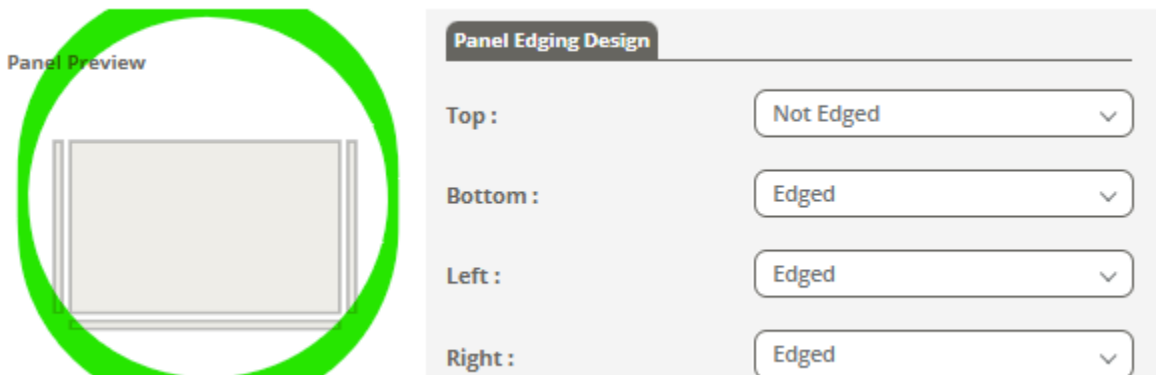 Panel Preview
Panel Edging Design
Top :
Not Edged
Bottom :
Edged
Left :
Edged
Right :
Edged